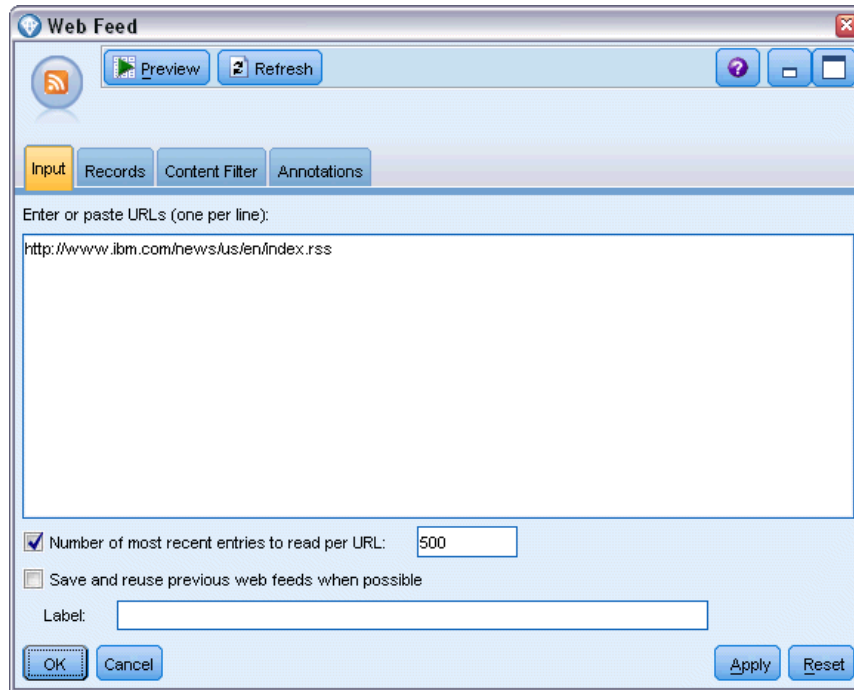 Web Feed
Preview Refresh
Input Records Content Filter Annotations
Enter or paste URLs (one per line):
http://www.ibm.com/news/us/en/index.rss
Number of most recent entries to read per URL: 500
Save and reuse previous web feeds when possible
Label:
OK Cancel Apply Reset